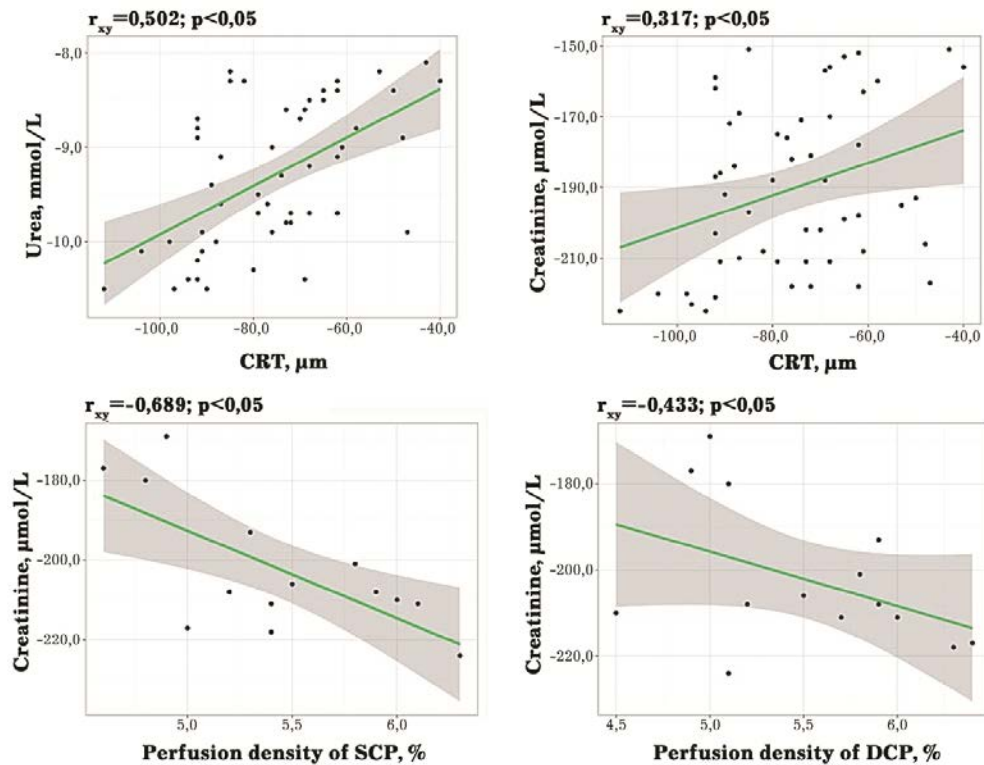 r_xy=0,502; p<0,05
Urea, mmol/L
-8,0
-9,0
-10,0
-100,0 -80,0 -60,0 -40,0
CRT, µm
r_xy=0,317; p<0,05
Creatinine, µmol/L
-150,0
-170,0
-190,0
-210,0
-100,0 -80,0 -60,0 -40,0
CRT, µm
r_xy=-0,689; p<0,05
Creatinine, µmol/L
-180,0
-200,0
-220,0
5,0 5,5 6,0
Perfusion density of SCP, %
r_xy=-0,433; p<0,05
Creatinine, µmol/L
-180,0
-200,0
-220,0
4,5 5,0 5,5 6,0
Perfusion density of DCP, %